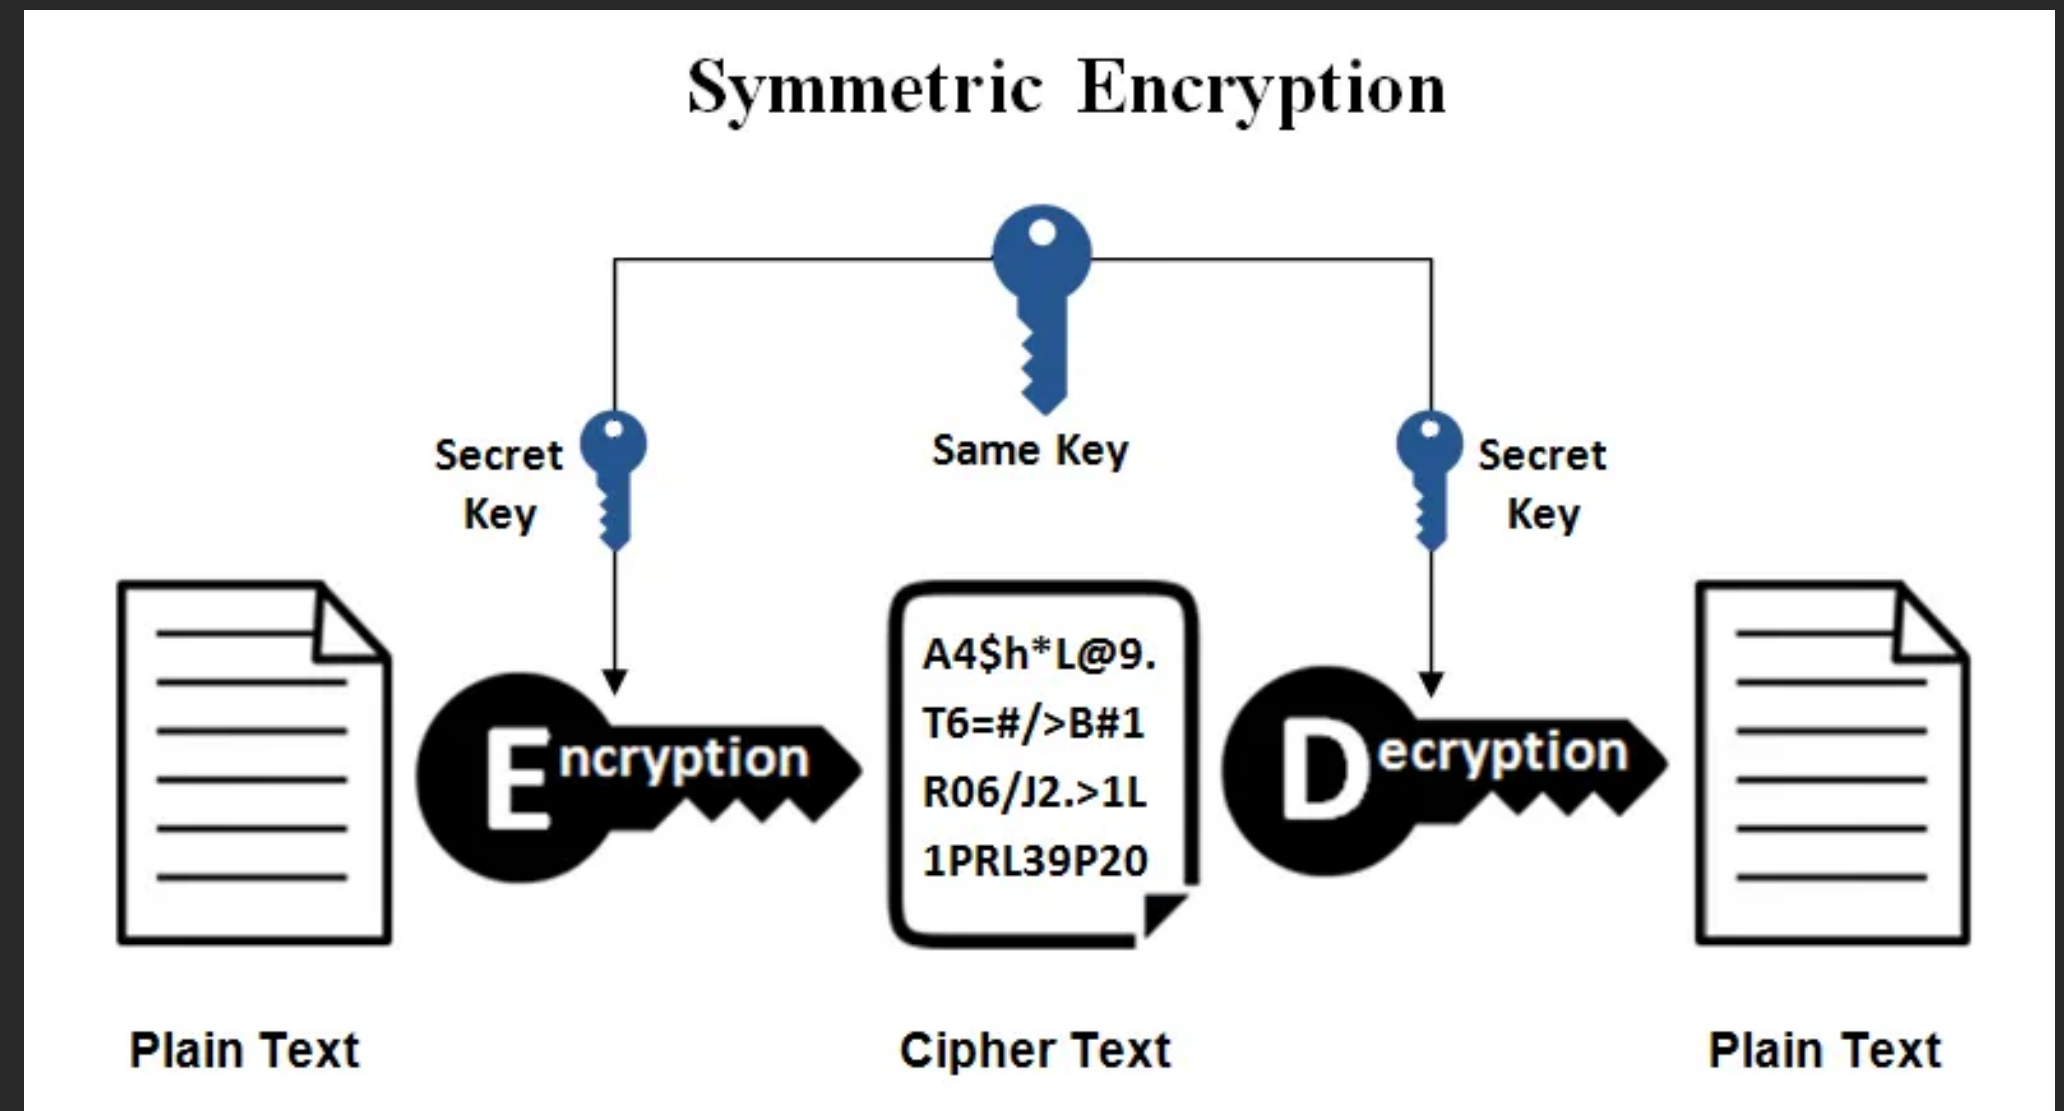 Symmetric Encryption
Same Key
Secret
Key
Secret
Key
Encryption
A4$h*L@9.
T6=#/>B#1
R06/J2.>1L
1PRL39P20
Decryption
Plain Text
Cipher Text
Plain Text